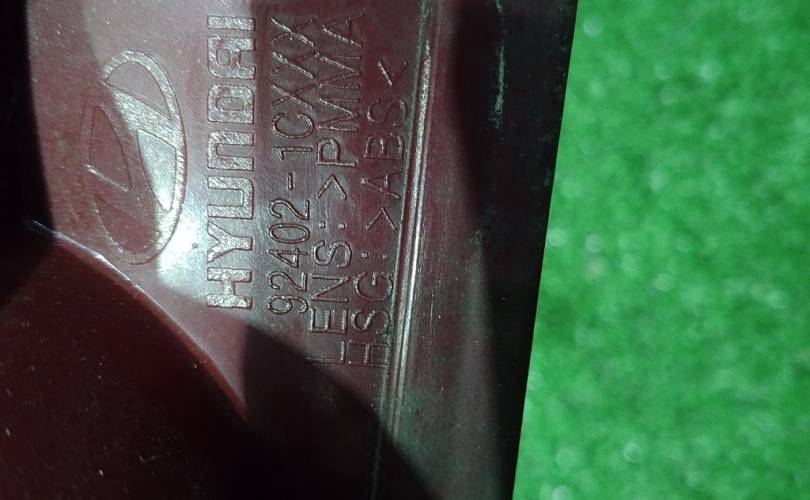 HYUNDAI
92402-1CXXX
LENS:>PMMA
HSG:>ABS<